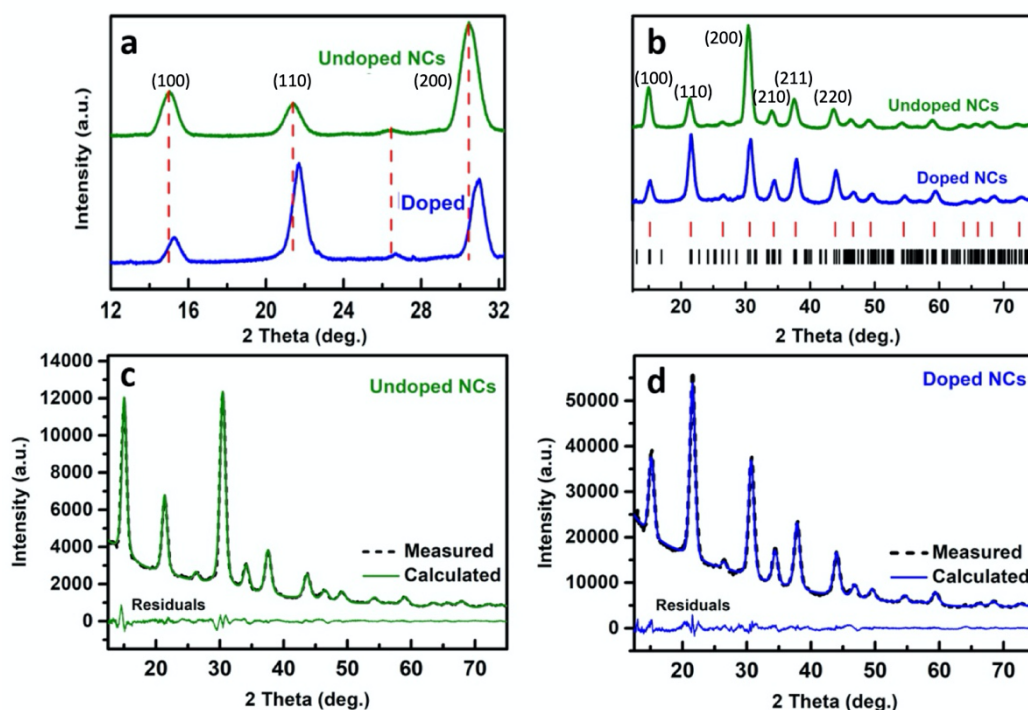 a
Undoped NCs
(100)
(110)
(200)
Doped
Intensity (a.u.)
12 16 20 24 28 32
2 Theta (deg.)
b
(200)
(100)
(110)
(210)
(211)
(220)
Undoped NCs
Doped NCs
Intensity (a.u.)
20 30 40 50 60 70
2 Theta (deg.)
c
Undoped NCs
14000
12000
10000
8000
6000
4000
2000
0
Intensity (a.u.)
Measured
Calculated
Residuals
20 30 40 50 60 70
2 Theta (deg.)
d
Doped NCs
50000
40000
30000
20000
10000
0
Intensity (a.u.)
Measured
Calculated
Residuals
20 30 40 50 60 70
2 Theta (deg.)